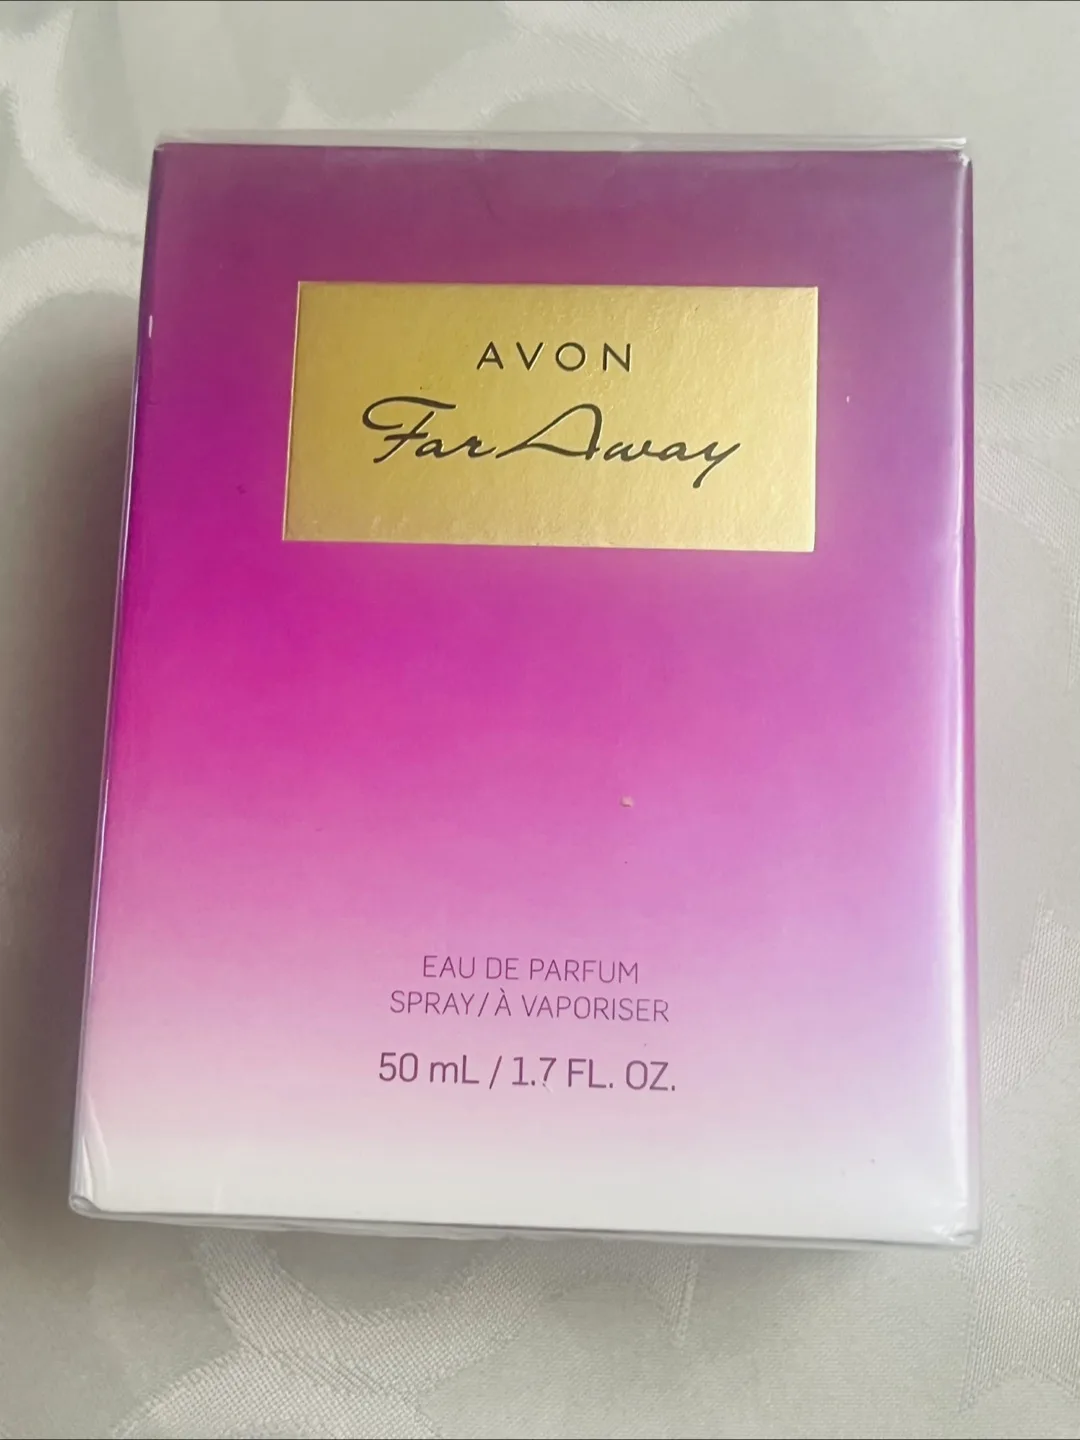 AVON
Far Away
EAU DE PARFUM
SPRAY/À VAPORISER
50 mL / 1.7 FL. OZ.